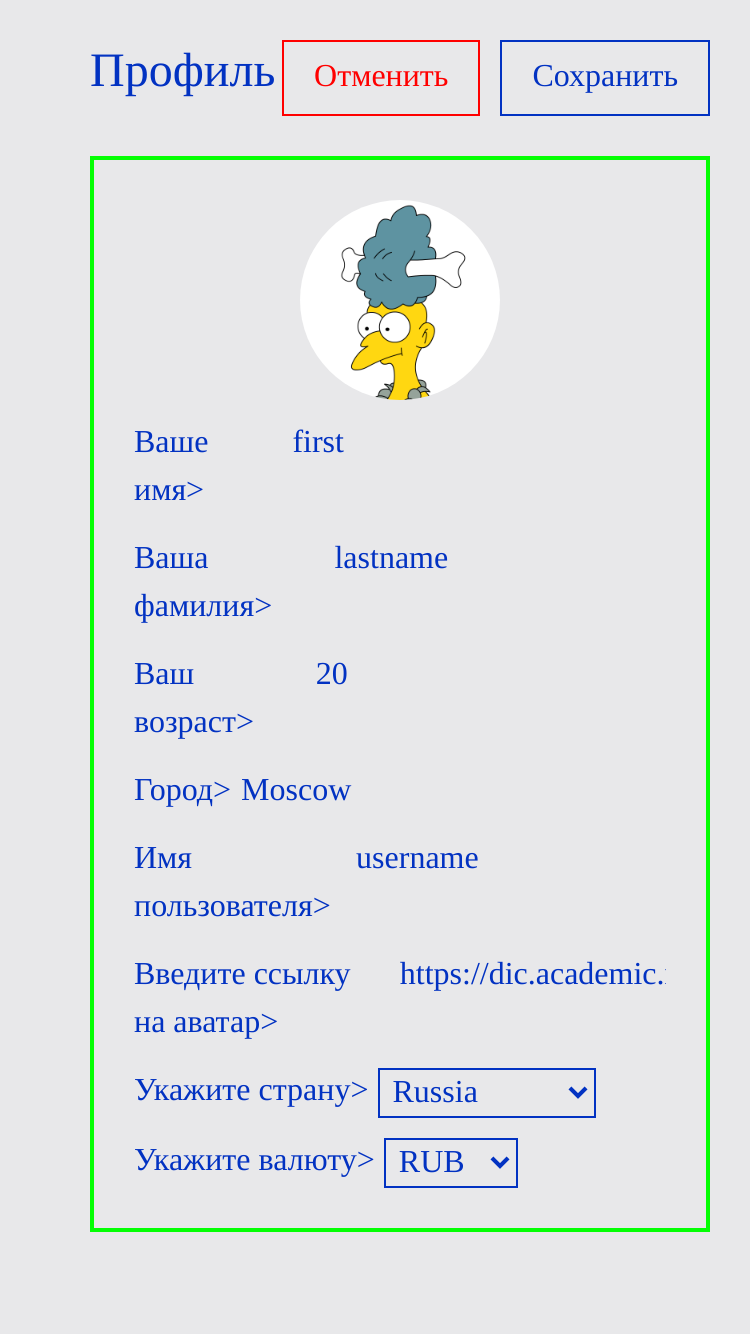 Профиль Отменить Сохранить
Ваше first
имя>
Ваша lastname
фамилия>
Ваш 20
возраст>
Город> Moscow
Имя username
пользователя>
Введите ссылку https://dic.academic.
на аватар>
Укажите страну> Russia
Укажите валюту> RUB